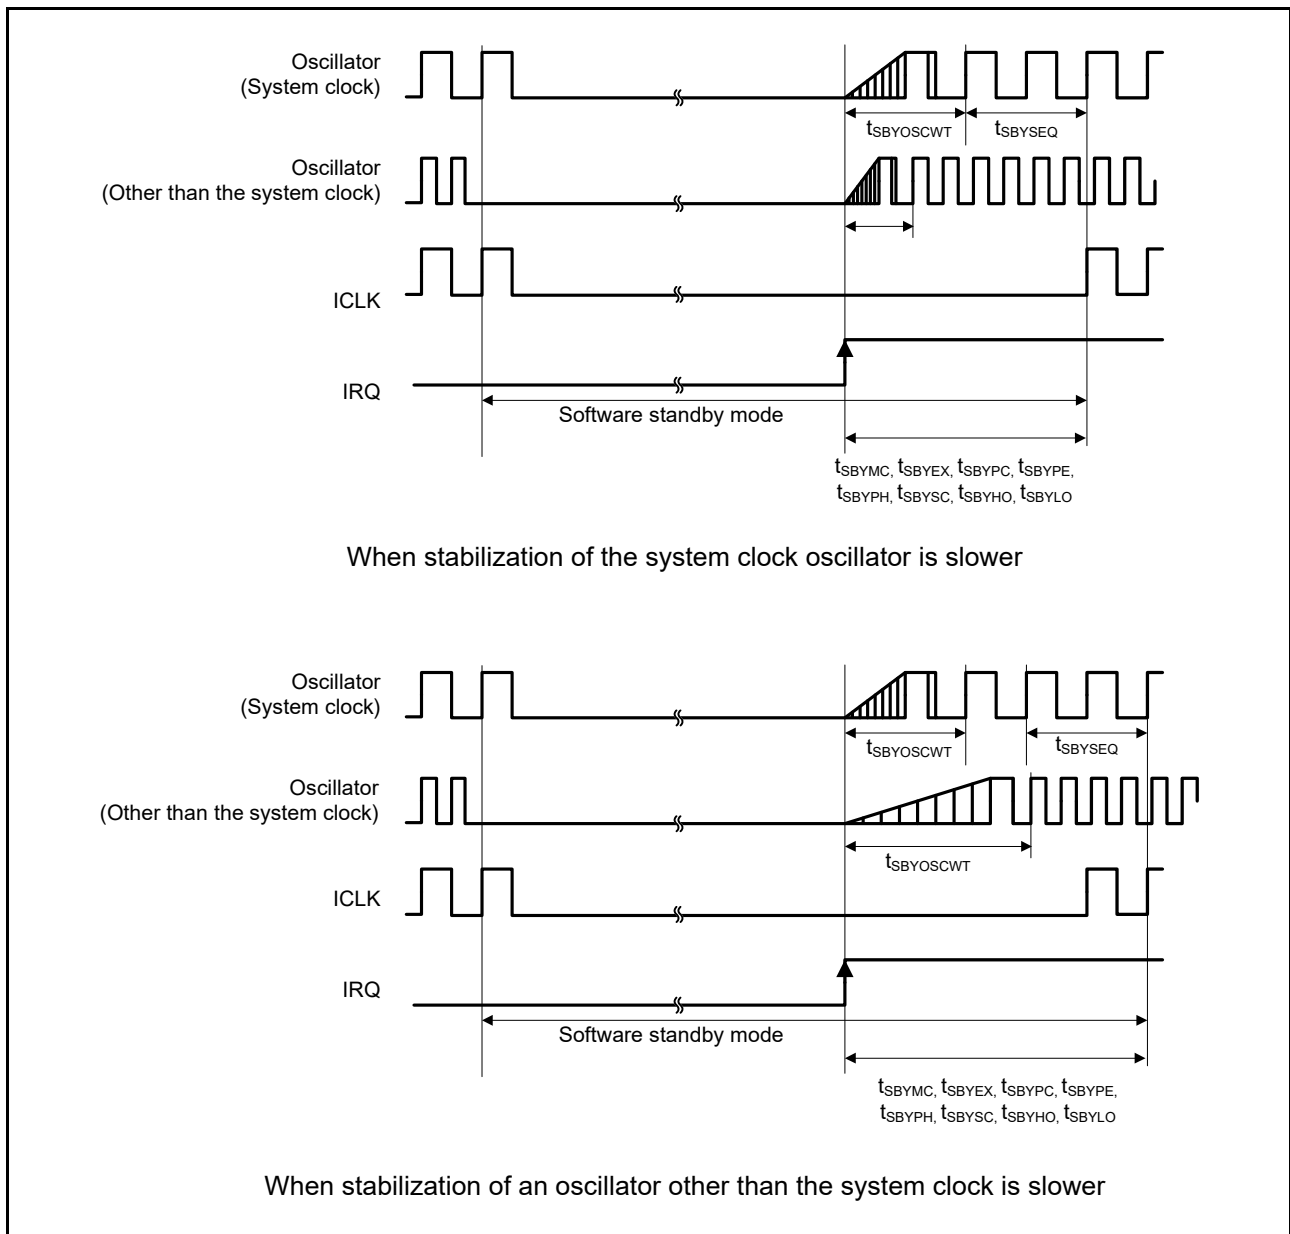 Oscillator
(System clock)
tSBYOSCWT
tSBYSEQ
Oscillator
(Other than the system clock)
ICLK
IRQ
Software standby mode
tSBYMC, tSBYEX, tSBYPC, tSBYPE,
tSBYPH, tSBYSC, tSBYHO, tSBYLO
When stabilization of the system clock oscillator is slower
Oscillator
(System clock)
tSBYOSCWT
tSBYSEQ
Oscillator
(Other than the system clock)
tSBYOSCWT
ICLK
IRQ
Software standby mode
tSBYMC, tSBYEX, tSBYPC, tSBYPE,
tSBYPH, tSBYSC, tSBYHO, tSBYLO
When stabilization of an oscillator other than the system clock is slower